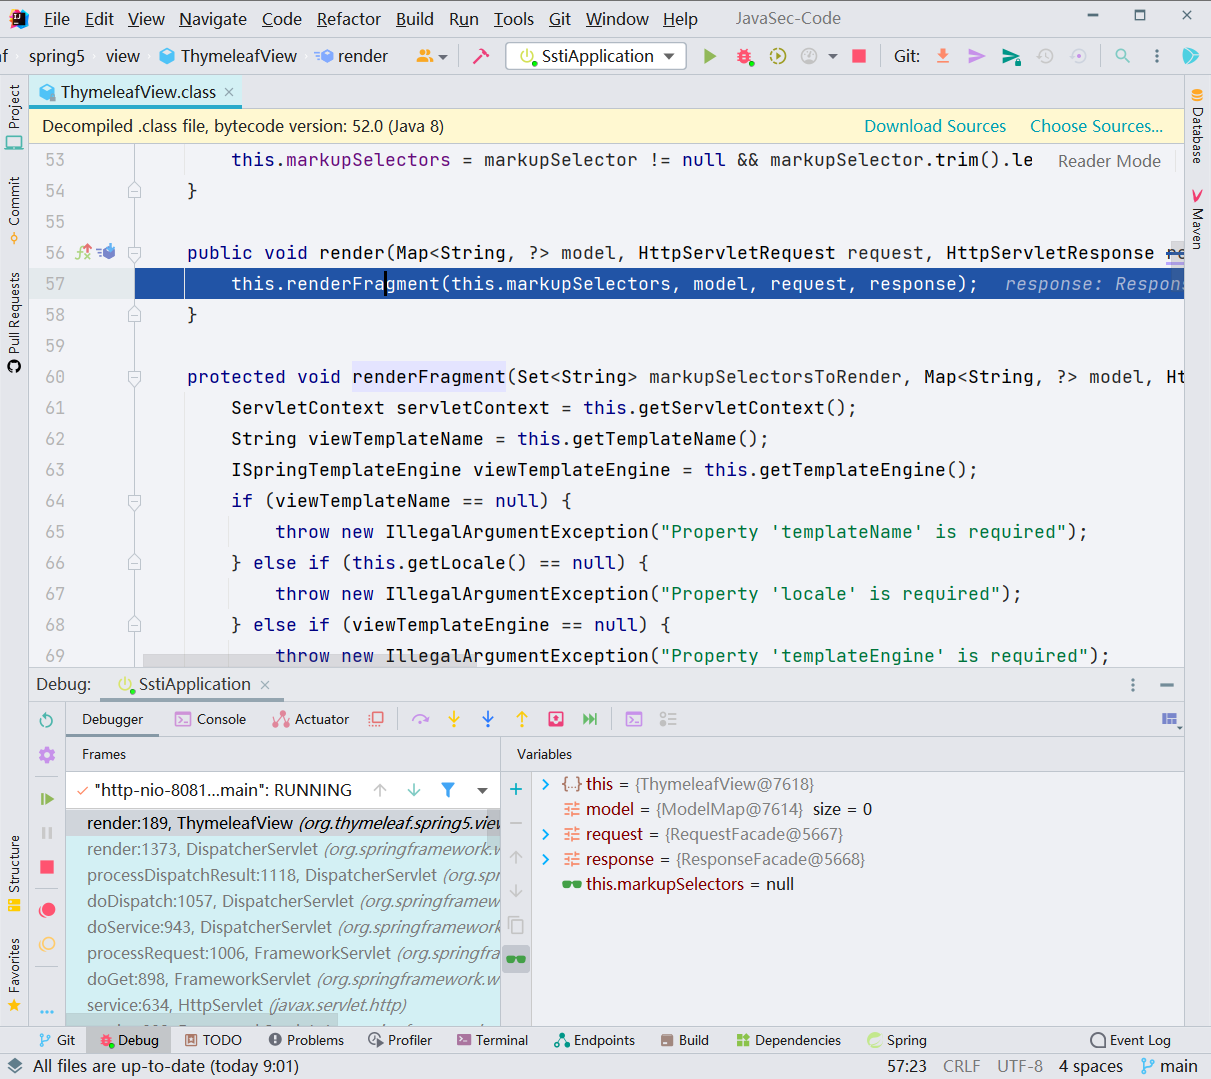 File Edit View Navigate Code Refactor Build Run Tools Git Window Help JavaSec-Code
spring5 view ThymeleafView render SstiApplication Git:
ThymeleafView.class
Decompiled .class file, bytecode version: 52.0 (Java 8) Download Sources Choose Sources...
Reader Mode
53 this.markupSelectors = markupSelector != null && markupSelector.trim().le
54 }
55
56 public void render(Map<String, ?> model, HttpServletRequest request, HttpServletResponse
57 this.renderFragment(this.markupSelectors, model, request, response); response: Respon
58 }
59
60 protected void renderFragment(Set<String> markupSelectorsToRender, Map<String, ?> model, Ht
61 ServletContext servletContext = this.getServletContext();
62 String viewTemplateName = this.getTemplateName();
63 ISpringTemplateEngine viewTemplateEngine = this.getTemplateEngine();
64 if (viewTemplateName == null) {
65 throw new IllegalArgumentException("Property 'templateName' is required");
66 } else if (this.getLocale() == null) {
67 throw new IllegalArgumentException("Property 'locale' is required");
68 } else if (viewTemplateEngine == null) {
69 throw new IllegalArgumentException("Property 'templateEngine' is required");
Project
Commit
Pull Requests
Structure
Favorites
Database
Maven
Debug: SstiApplication
Debugger Console Actuator
Frames
"http-nio-8081...main": RUNNING
render:189, ThymeleafView (org.thymeleaf.spring5.view
render:1373, DispatcherServlet (org.springframework.w
processDispatchResult:1118, DispatcherServlet (org.spr
doDispatch:1057, DispatcherServlet (org.springframew
doService:943, DispatcherServlet (org.springframework
processRequest:1006, FrameworkServlet (org.springfra
doGet:898, FrameworkServlet (org.springframework.w
service:634, HttpServlet (javax.servlet.http)
Variables
this = {ThymeleafView@7618}
model = {ModelMap@7614} size = 0
request = {RequestFacade@5667}
response = {ResponseFacade@5668}
this.markupSelectors = null
Git Debug TODO Problems Profiler Terminal Endpoints Build Dependencies Spring Event Log
All files are up-to-date (today 9:01) 57:23 CRLF UTF-8 4 spaces main